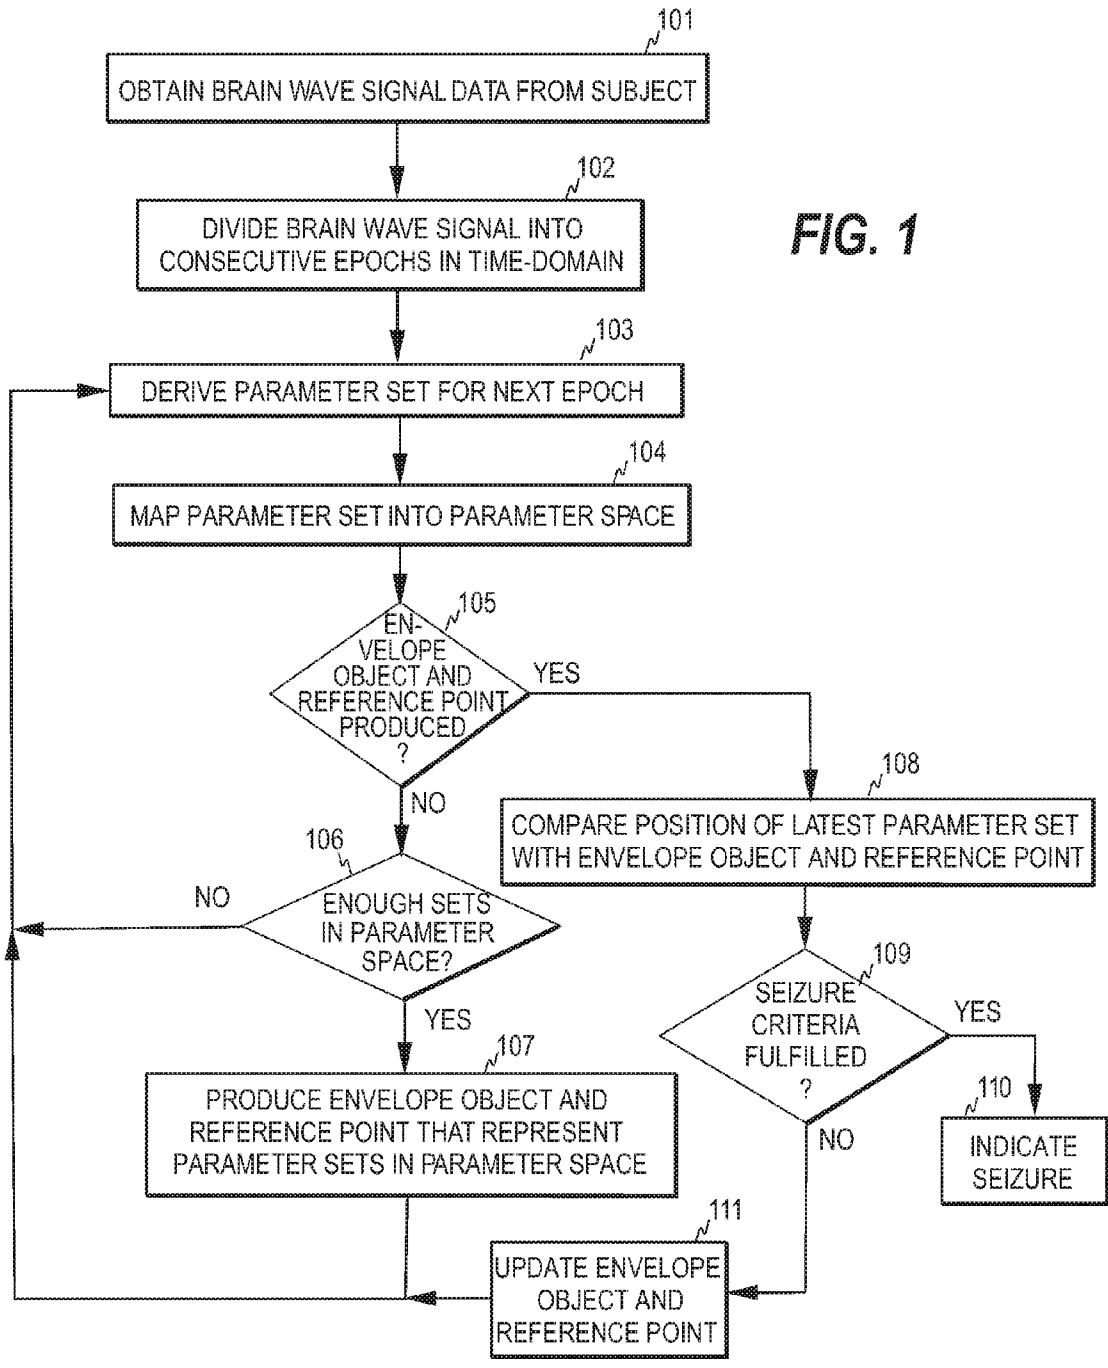 101
OBTAIN BRAIN WAVE SIGNAL DATA FROM SUBJECT
102
DIVIDE BRAIN WAVE SIGNAL INTO
CONSECUTIVE EPOCHS IN TIME-DOMAIN
FIG. 1
103
DERIVE PARAMETER SET FOR NEXT EPOCH
104
MAP PARAMETER SET INTO PARAMETER SPACE
105
EN-
VELOPE
OBJECT AND
REFERENCE POINT
PRODUCED
?
YES
NO
108
COMPARE POSITION OF LATEST PARAMETER SET
WITH ENVELOPE OBJECT AND REFERENCE POINT
106
NO
ENOUGH SETS
IN PARAMETER
SPACE?
YES
109
SEIZURE
CRITERIA
FULFILLED
?
YES
NO
107
PRODUCE ENVELOPE OBJECT AND
REFERENCE POINT THAT REPRESENT
PARAMETER SETS IN PARAMETER SPACE
110
INDICATE
SEIZURE
111
UPDATE ENVELOPE
OBJECT AND
REFERENCE POINT